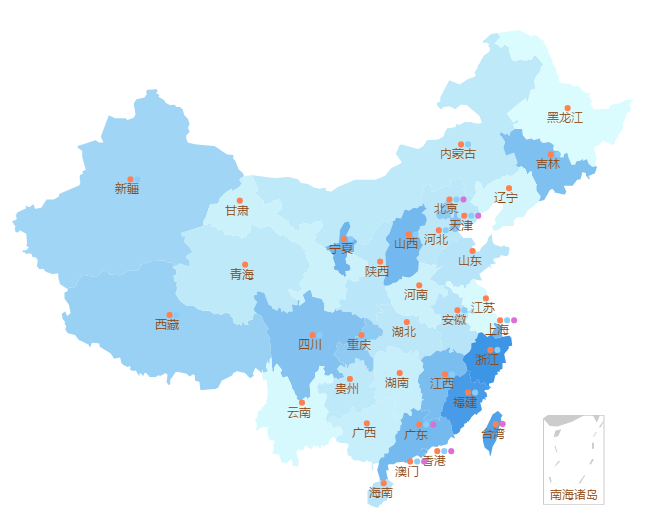 黑龙江
内蒙古
吉林
新疆
辽宁
甘肃
北京
天津
宁夏
山西
河北
山东
陕西
青海
河南
江苏
西藏
安徽
上海
湖北
四川
重庆
浙江
湖南
江西
贵州
福建
云南
广西
广东
台湾
香港
澳门
海南
南海诸岛